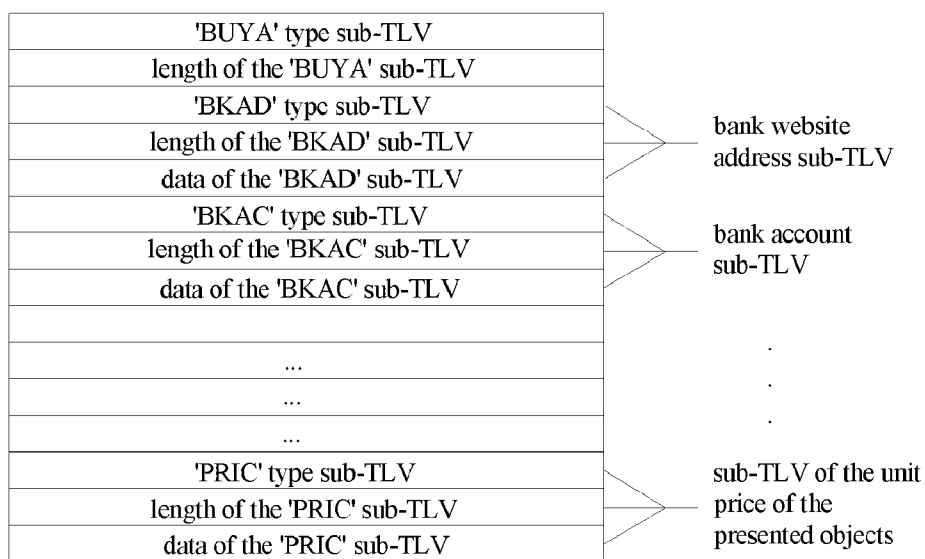 'BUYA' type sub-TLV
length of the 'BUYA' sub-TLV
'BKAD' type sub-TLV
length of the 'BKAD' sub-TLV
data of the 'BKAD' sub-TLV
bank website
address sub-TLV
'BKAC' type sub-TLV
length of the 'BKAC' sub-TLV
data of the 'BKAC' sub-TLV
bank account
sub-TLV
...
...
...
.
.
.
'PRIC' type sub-TLV
length of the 'PRIC' sub-TLV
data of the 'PRIC' sub-TLV
sub-TLV of the unit
price of the
presented objects